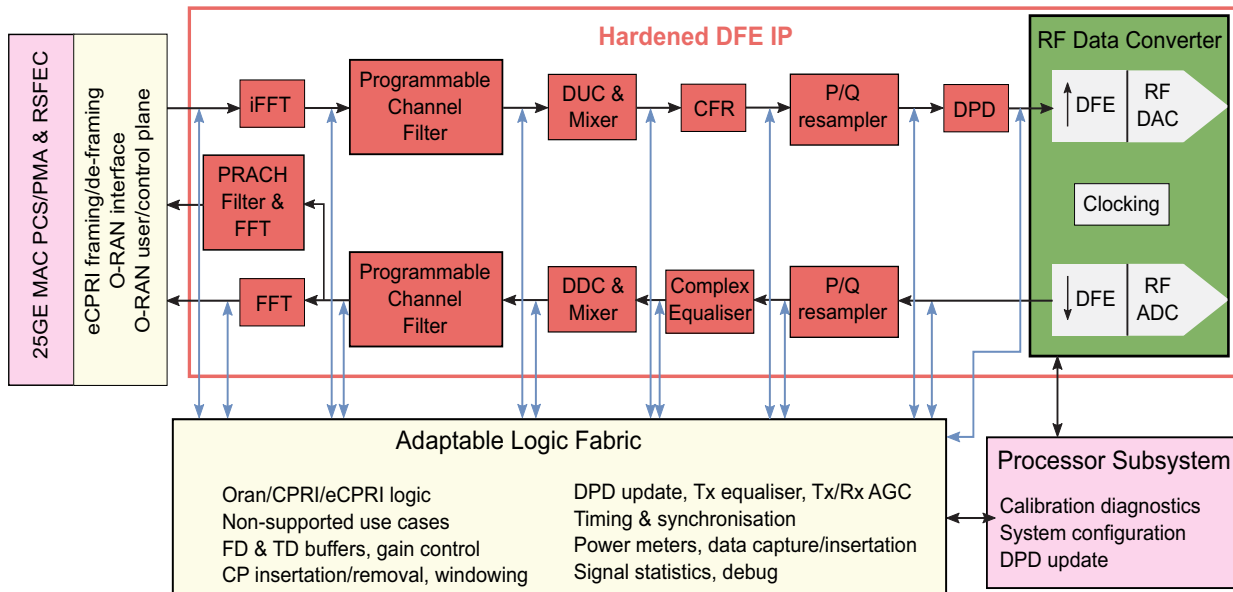 Hardened DFE IP
25GE MAC PCS/PMA & RSFEC
eCPRI framing/de-framing
O-RAN interface
O-RAN user/control plane
iFFT
Programmable
Channel
Filter
DUC &
Mixer
CFR
P/Q
resampler
DPD
RF Data Converter
DFE
RF
DAC
Clocking
DFE
RF
ADC
PRACH
Filter &
FFT
FFT
Programmable
Channel
Filter
DDC &
Mixer
Complex
Equaliser
P/Q
resampler
Adaptable Logic Fabric
Oran/CPRI/eCPRI logic
Non-supported use cases
FD & TD buffers, gain control
CP insertation/removal, windowing
DPD update, Tx equaliser, Tx/Rx AGC
Timing & synchronisation
Power meters, data capture/insertation
Signal statistics, debug
Processor Subsystem
Calibration diagnostics
System configuration
DPD update